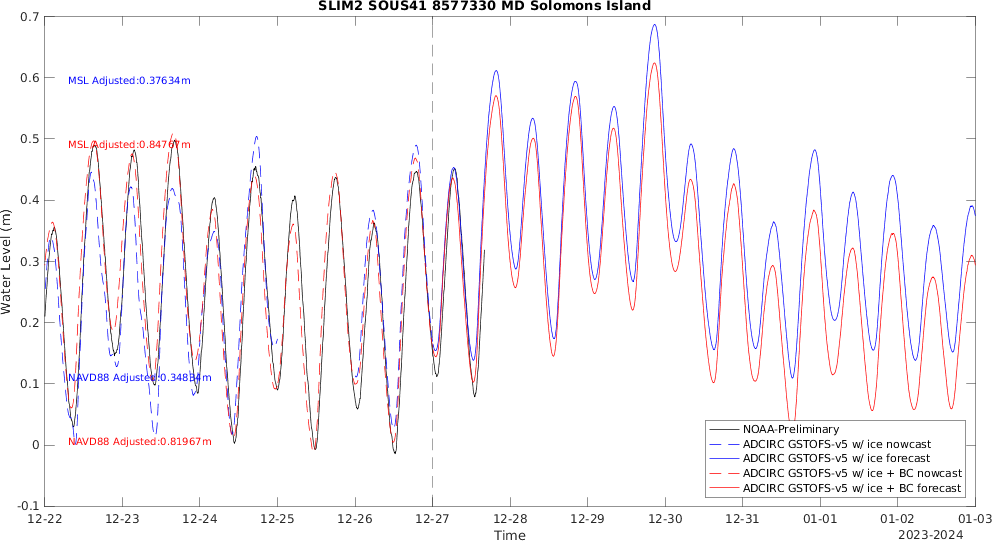 SLIM2 SOUS41 8577330 MD Solomons Island
Water Level (m)
0.7
0.6
0.5
0.4
0.3
0.2
0.1
0
-0.1
MSL Adjusted:0.37634m
MSL Adjusted:0.84767m
NAVD88 Adjusted:0.34834m
NAVD88 Adjusted:0.81967m
NOAA-Preliminary
ADCIRC GSTOFS-v5 w/ ice nowcast
ADCIRC GSTOFS-v5 w/ ice forecast
ADCIRC GSTOFS-v5 w/ ice + BC nowcast
ADCIRC GSTOFS-v5 w/ ice + BC forecast
12-22 12-23 12-24 12-25 12-26 12-27 12-28 12-29 12-30 12-31 01-01 01-02 01-03
Time
2023-2024